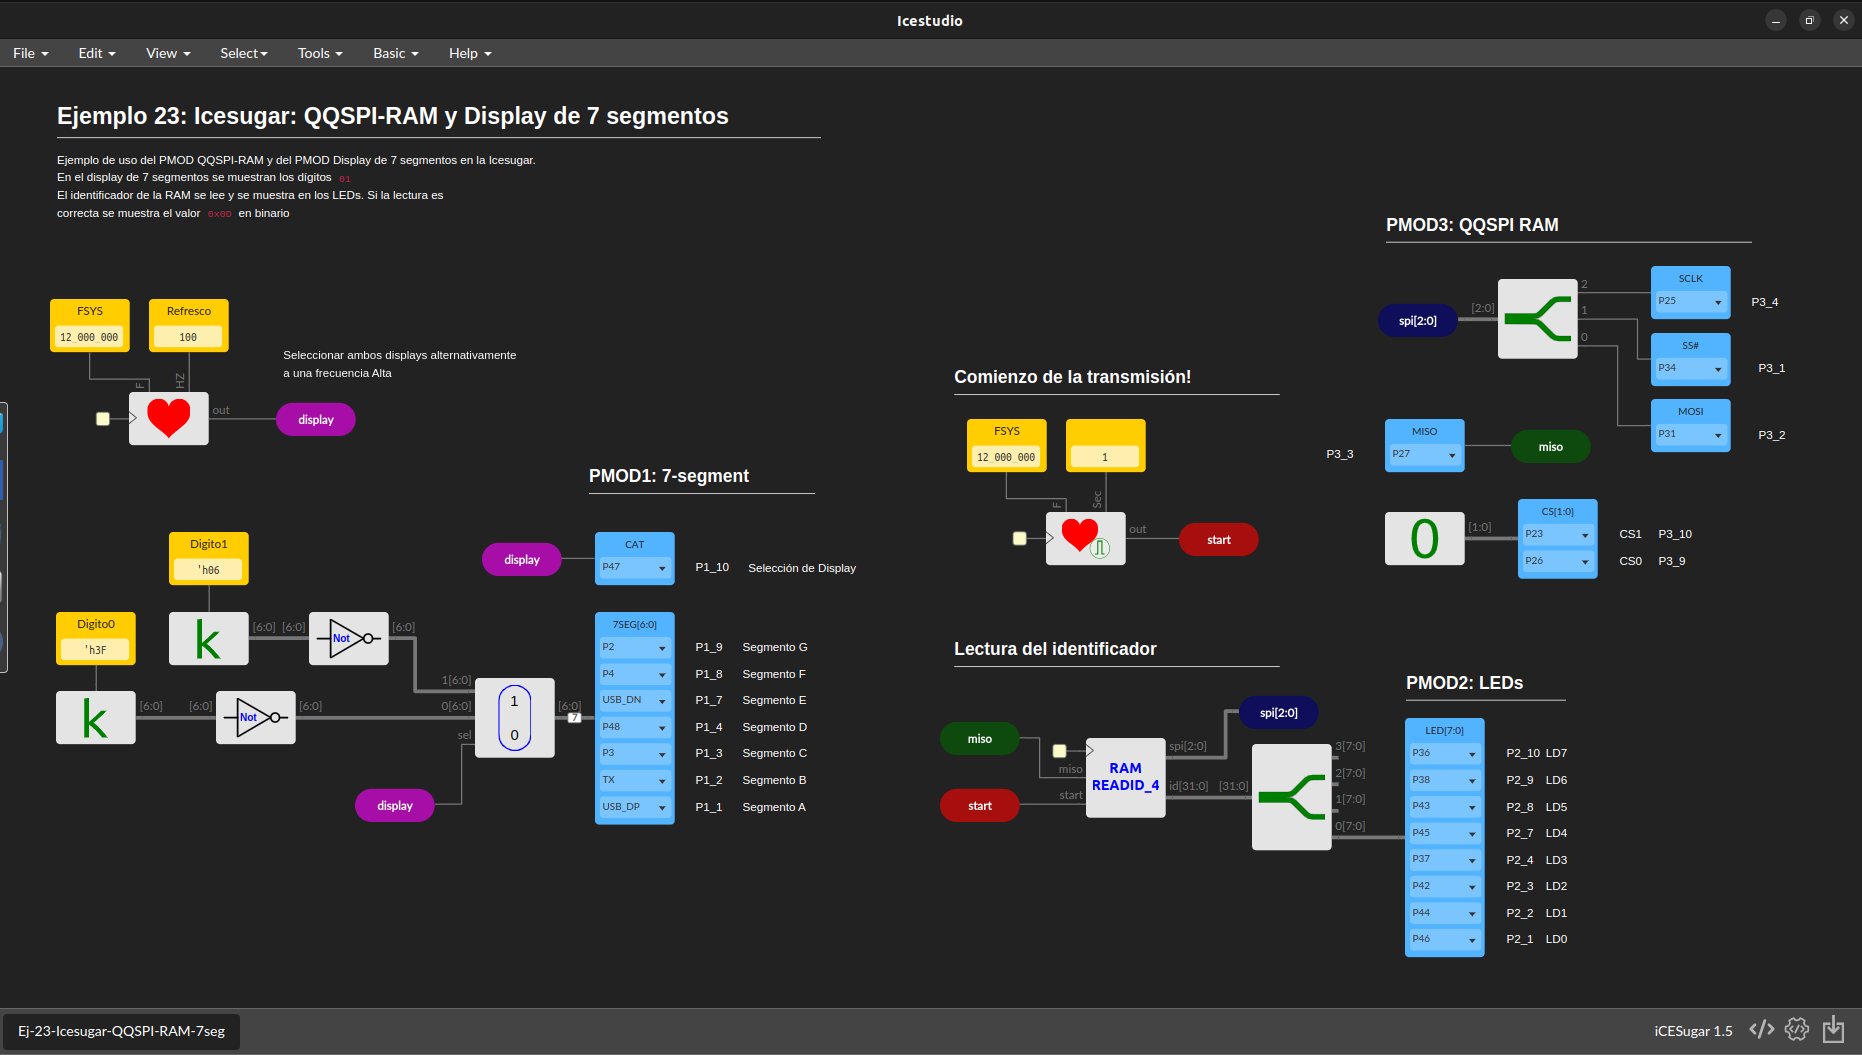 Icestudio
File Edit View Select Tools Basic Help
Ejemplo 23: Icesugar: QQSPI-RAM y Display de 7 segmentos
Ejemplo de uso del PMOD QQSPI-RAM y del PMOD Display de 7 segmentos en la Icesugar.
En el display de 7 segmentos se muestran los dígitos 01
El identificador de la RAM se lee y se muestra en los LEDs. Si la lectura es
correcta se muestra el valor 0x0D en binario
FSYS
12_000_000
Refresco
100
F
HZ
out
display
Seleccionar ambos displays alternativamente
a una frecuencia Alta
PMOD1: 7-segment
display
CAT
P47
P1_10 Selección de Display
Digito1
'h06
k
[6:0] [6:0]
Not
[6:0]
Digito0
'h3F
k
[6:0] [6:0]
Not
[6:0]
1[6:0]
0[6:0]
sel
1
0
[6:0]
7
display
7SEG[6:0]
P2 P1_9 Segmento G
P4 P1_8 Segmento F
USB_DN P1_7 Segmento E
P48 P1_4 Segmento D
P3 P1_3 Segmento C
TX P1_2 Segmento B
USB_DP P1_1 Segmento A
Comienzo de la transmisión!
FSYS
12_000_000
1
F
Sec
out
start
PMOD3: QQSPI RAM
spi[2:0]
[2:0]
2
1
0
SCLK
P25
P3_4
SS#
P34
P3_1
MOSI
P31
P3_2
P3_3
MISO
P27
miso
0
[1:0]
CS[1:0]
P23 CS1 P3_10
P26 CS0 P3_9
Lectura del identificador
miso
start
miso
start
RAM
READID_4
spi[2:0]
id[31:0] [31:0]
spi[2:0]
3[7:0]
2[7:0]
1[7:0]
0[7:0]
PMOD2: LEDs
LED[7:0]
P36 P2_10 LD7
P38 P2_9 LD6
P43 P2_8 LD5
P45 P2_7 LD4
P37 P2_4 LD3
P42 P2_3 LD2
P44 P2_2 LD1
P46 P2_1 LD0
Ej-23-Icesugar-QQSPI-RAM-7seg
iCESugar 1.5